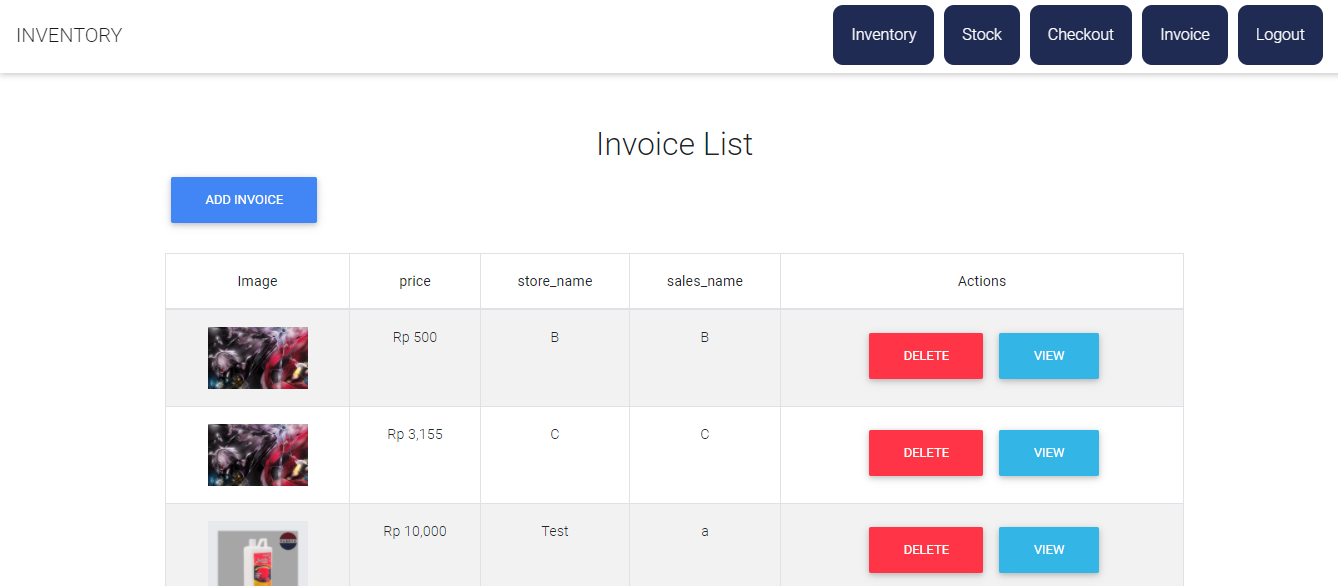 INVENTORY
Inventory Stock Checkout Invoice Logout
Invoice List
ADD INVOICE
Image price store_name sales_name Actions
Rp 500 B B DELETE VIEW
Rp 3,155 C C DELETE VIEW
Rp 10,000 Test a DELETE VIEW